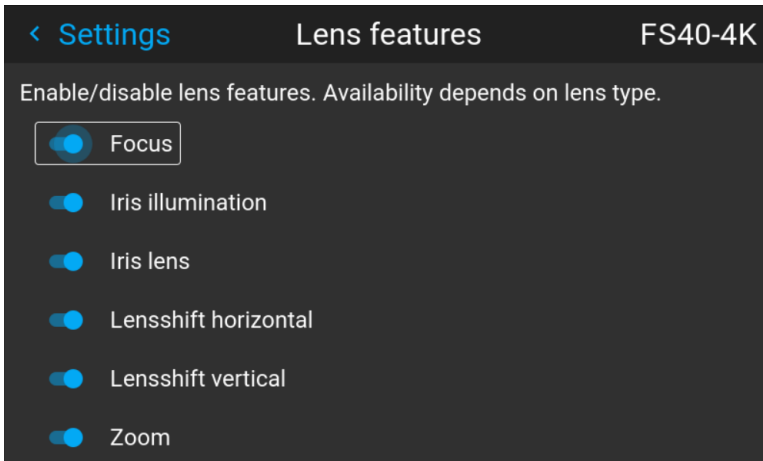 < Settings Lens features FS40-4K
Enable/disable lens features. Availability depends on lens type.
Focus
Iris illumination
Iris lens
Lensshift horizontal
Lensshift vertical
Zoom